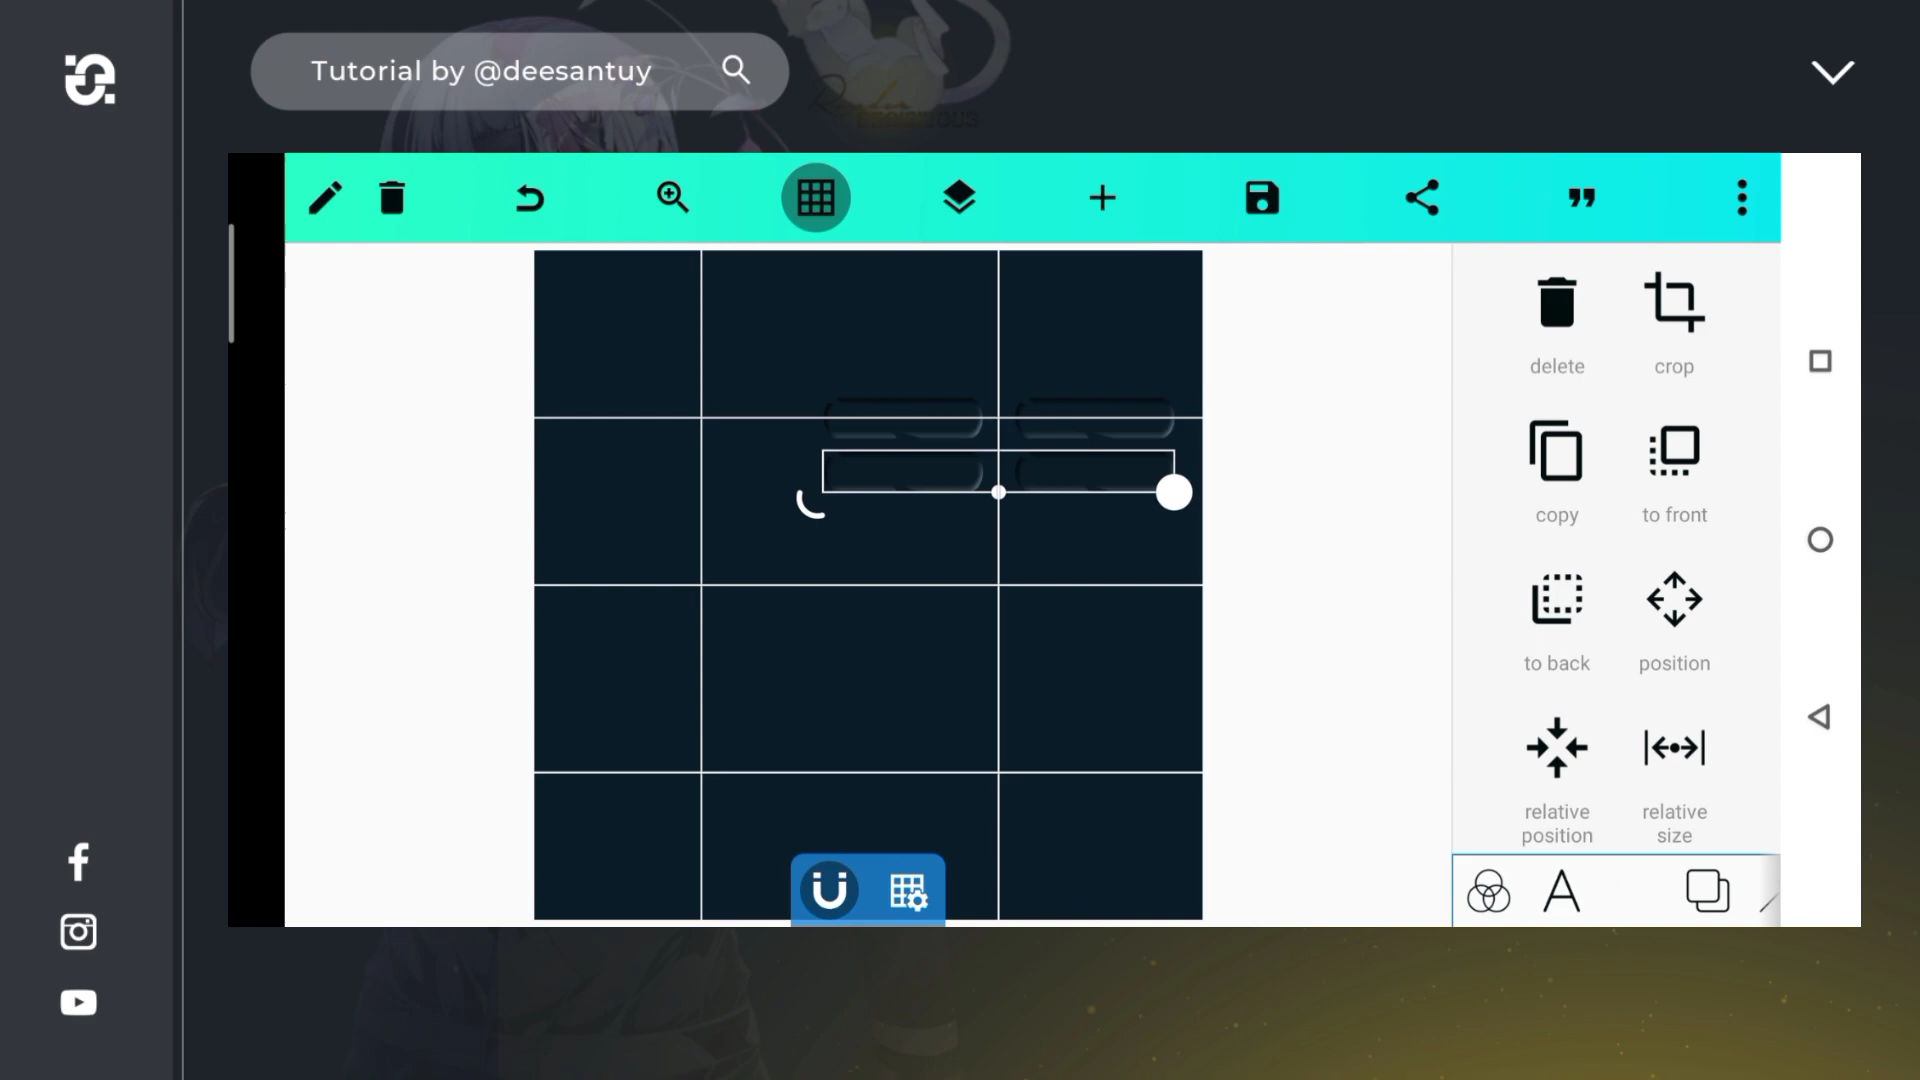 Tutorial by @deesantuy
delete
crop
copy
to front
to back
position
relative
position
relative
size